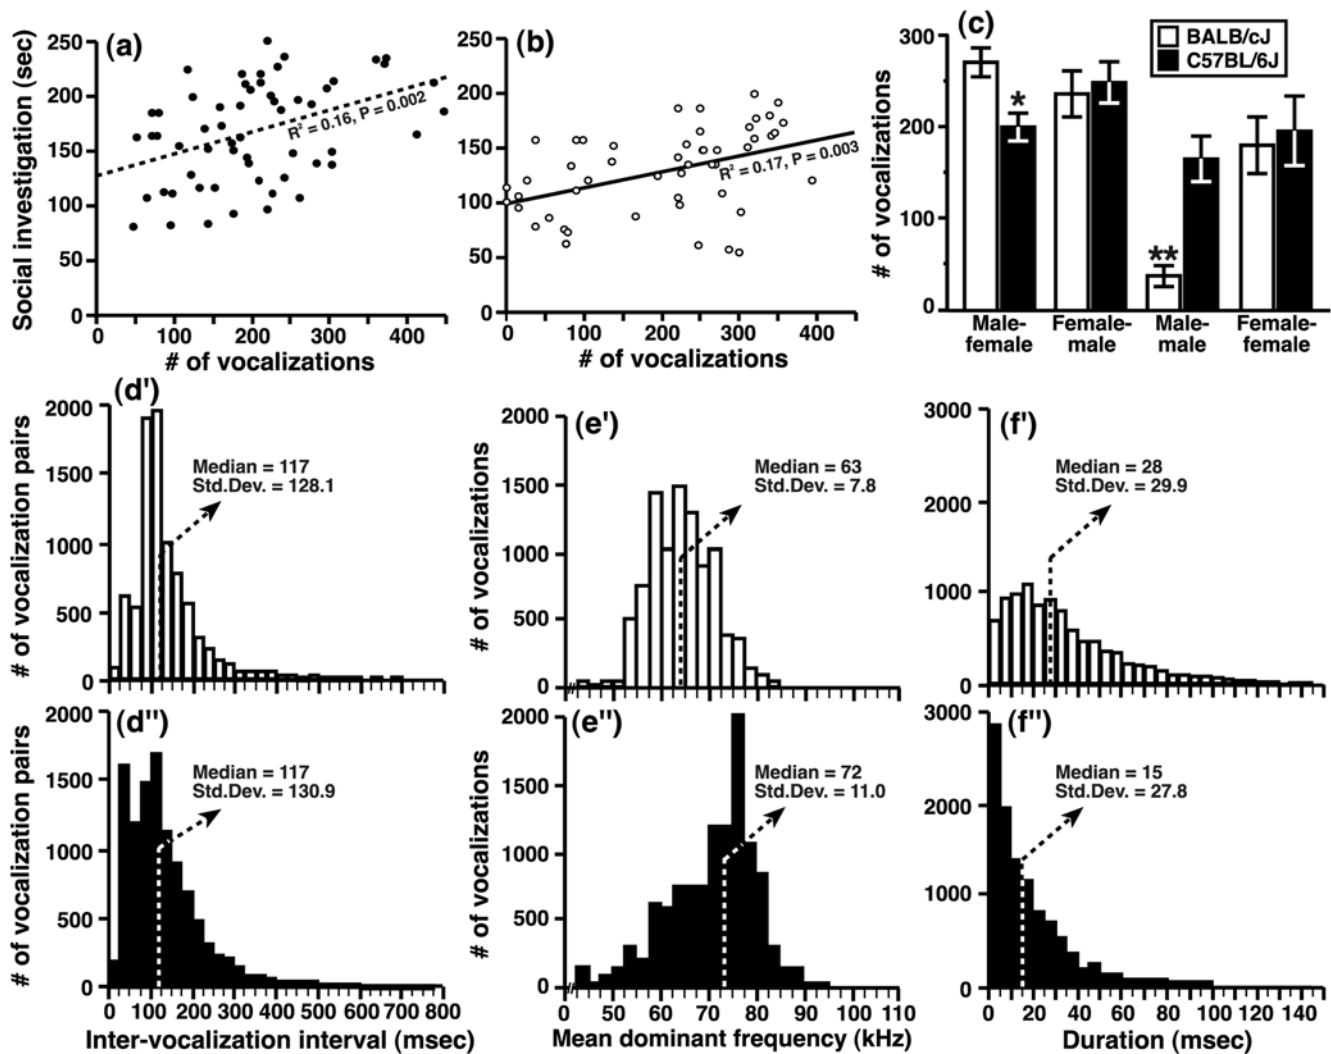 (a)
Social investigation (sec)
250
200
150
100
50
0
R² = 0.16, P = 0.002
0 100 200 300 400
# of vocalizations
(b)
250
200
150
100
50
0
R² = 0.17, P = 0.003
0 100 200 300 400
# of vocalizations
(c)
BALB/cJ
C57BL/6J
# of vocalizations
300
200
100
0
*
**
Male-
female
Female-
male
Male-
male
Female-
female
(d')
# of vocalization pairs
2000
1500
1000
500
0
Median = 117
Std.Dev. = 128.1
(e')
# of vocalizations
2000
1500
1000
500
0
Median = 63
Std.Dev. = 7.8
(f')
3000
2000
1000
0
Median = 28
Std.Dev. = 29.9
(d'')
# of vocalization pairs
2000
1500
1000
500
0
Median = 117
Std.Dev. = 130.9
0 100 200 300 400 500 600 700 800
Inter-vocalization interval (msec)
(e'')
# of vocalizations
2000
1500
1000
500
0
Median = 72
Std.Dev. = 11.0
0 50 60 70 80 90 100 110
Mean dominant frequency (kHz)
(f'')
3000
2000
1000
0
Median = 15
Std.Dev. = 27.8
0 20 40 60 80 100 120 140
Duration (msec)